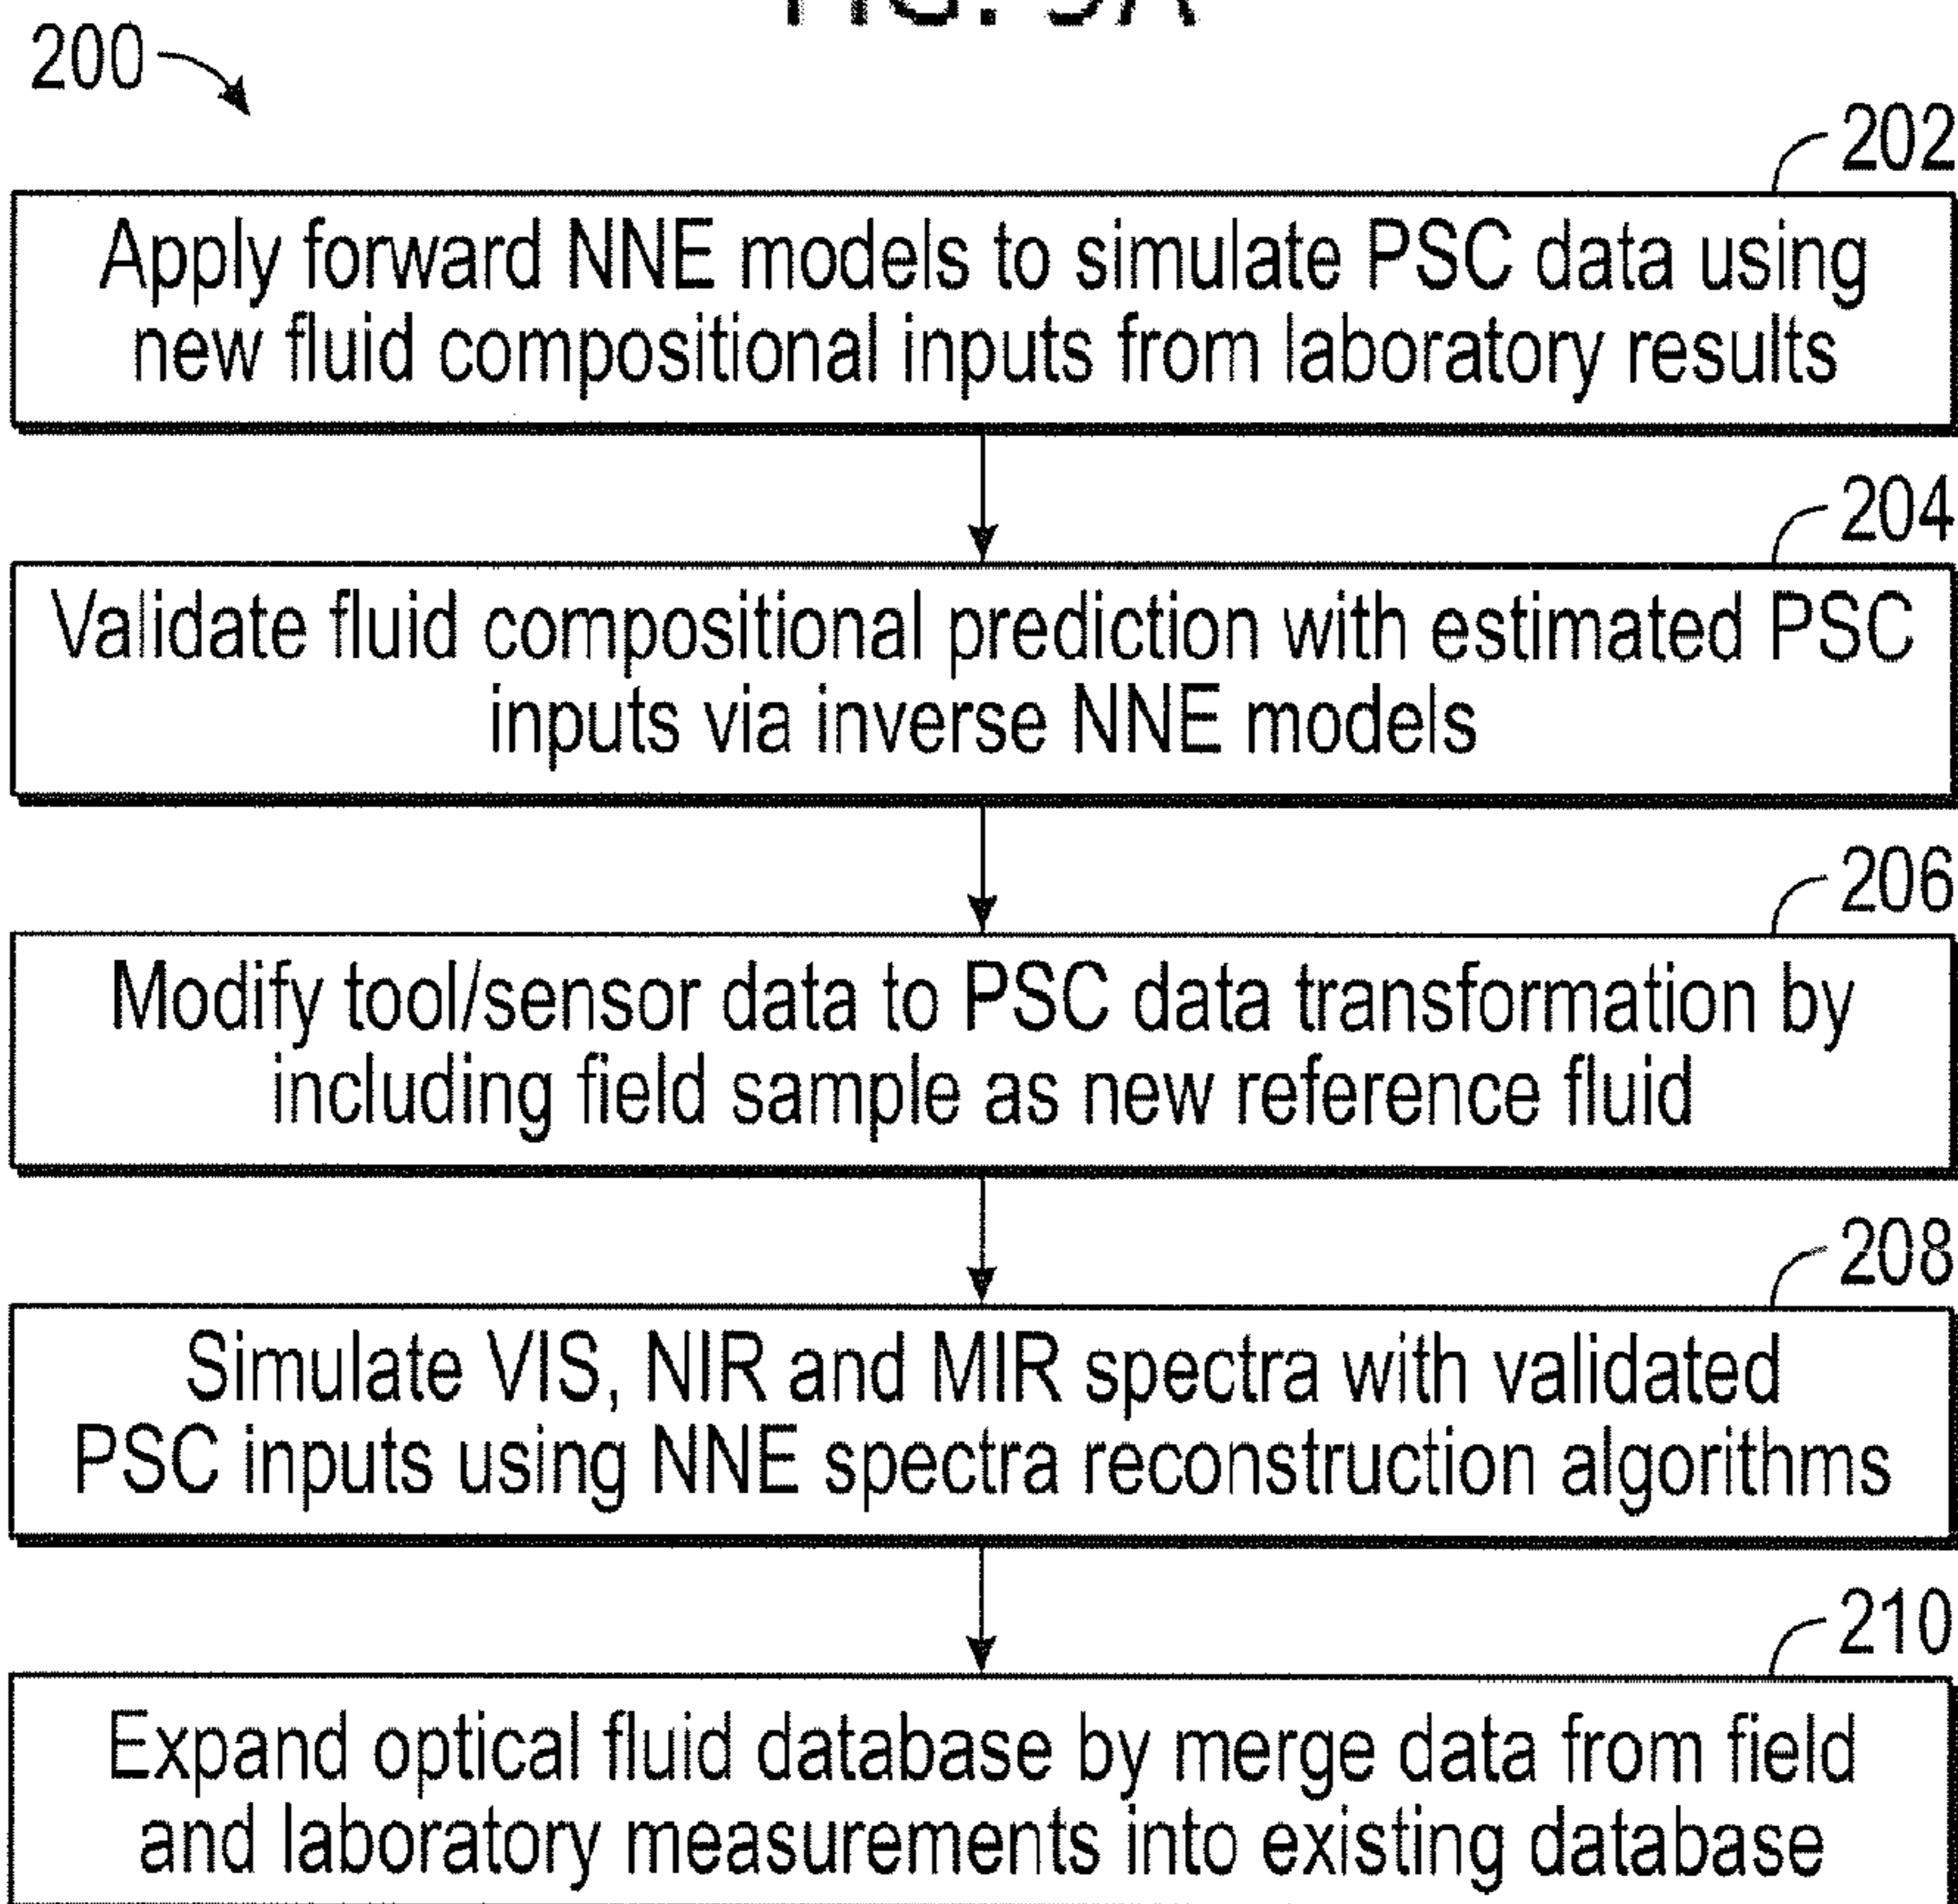 200
202
Apply forward NNE models to simulate PSC data using
new fluid compositional inputs from laboratory results
204
Validate fluid compositional prediction with estimated PSC
inputs via inverse NNE models
206
Modify tool/sensor data to PSC data transformation by
including field sample as new reference fluid
208
Simulate VIS, NIR and MIR spectra with validated
PSC inputs using NNE spectra reconstruction algorithms
210
Expand optical fluid database by merge data from field
and laboratory measurements into existing database